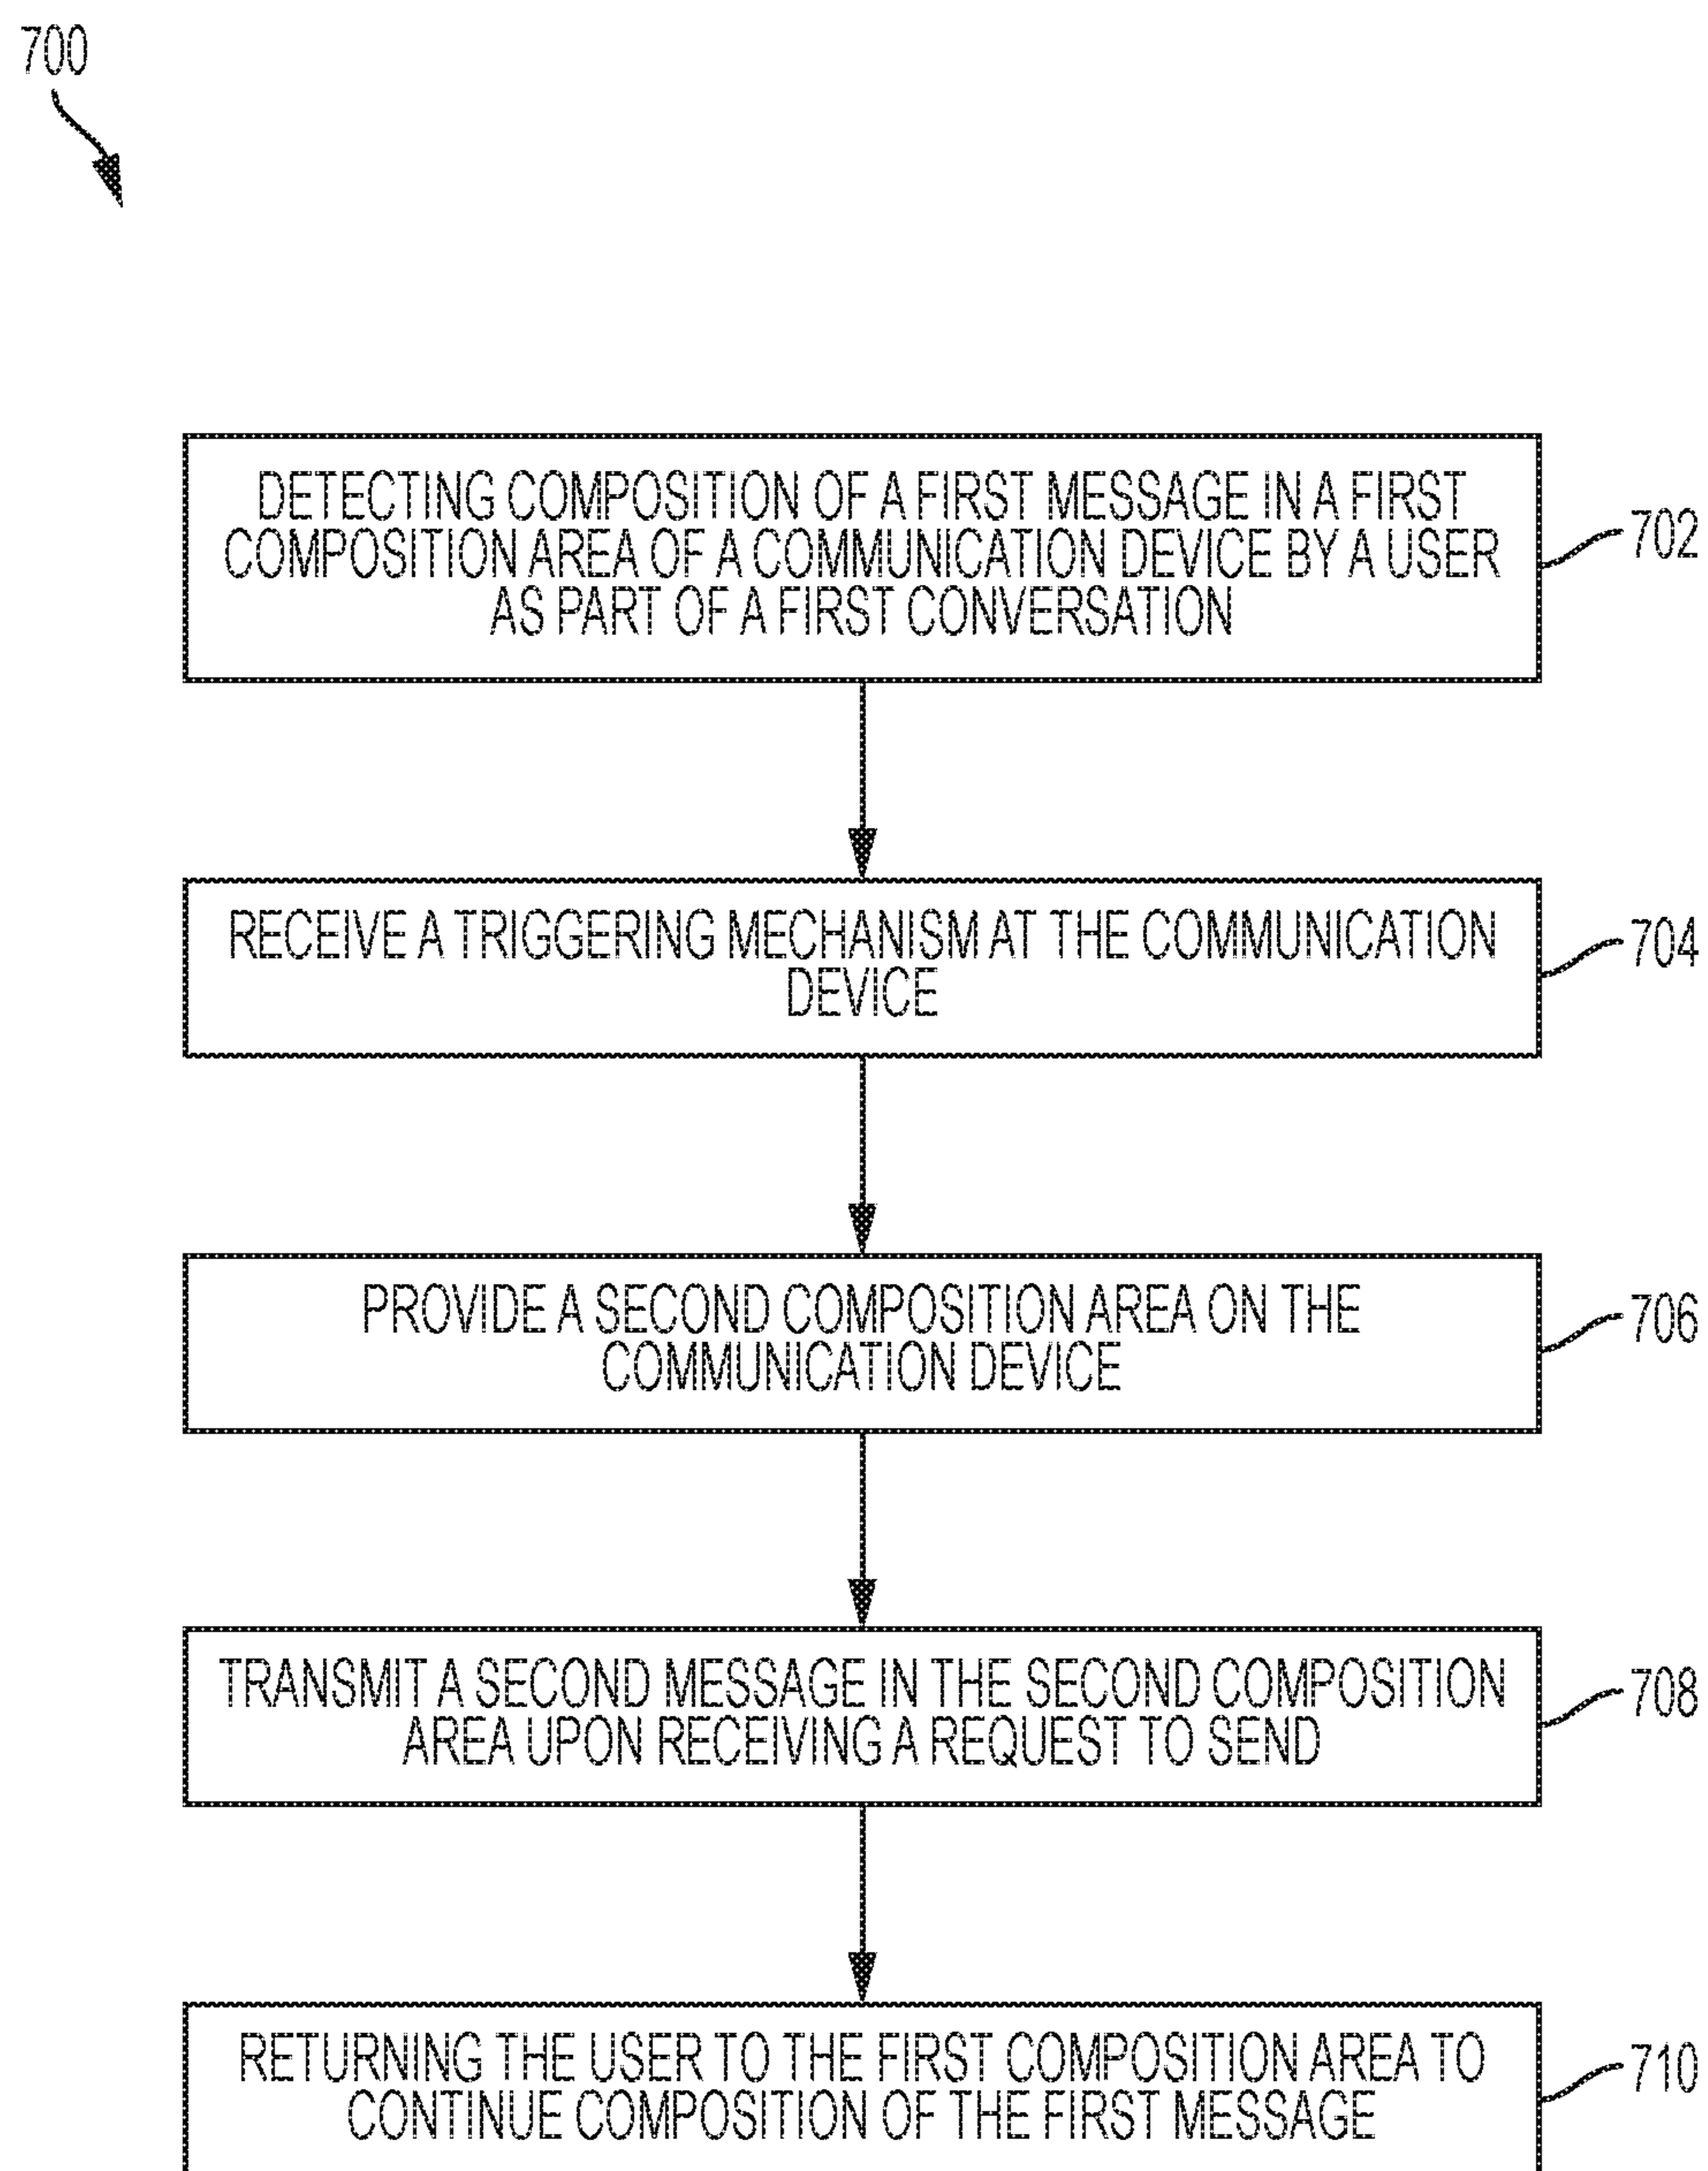 700
DETECTING COMPOSITION OF A FIRST MESSAGE IN A FIRST
COMPOSITION AREA OF A COMMUNICATION DEVICE BY A USER
AS PART OF A FIRST CONVERSATION
702
RECEIVE A TRIGGERING MECHANISM AT THE COMMUNICATION
DEVICE
704
PROVIDE A SECOND COMPOSITION AREA ON THE
COMMUNICATION DEVICE
706
TRANSMIT A SECOND MESSAGE IN THE SECOND COMPOSITION
AREA UPON RECEIVING A REQUEST TO SEND
708
RETURNING THE USER TO THE FIRST COMPOSITION AREA TO
CONTINUE COMPOSITION OF THE FIRST MESSAGE
710